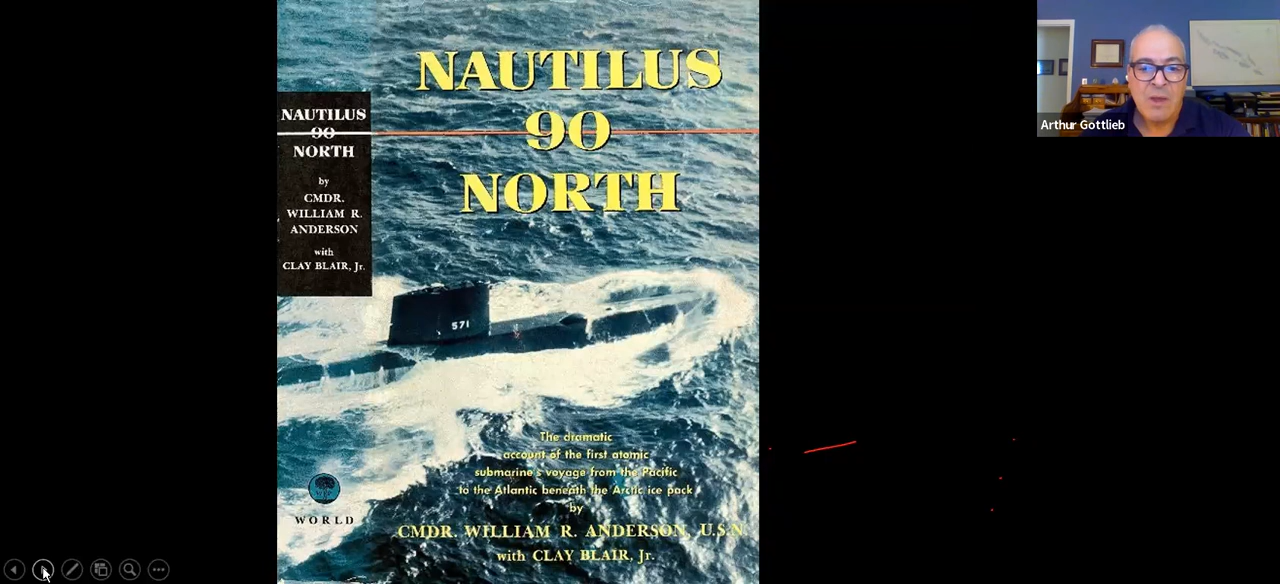 NAUTILUS
90
NORTH
by
CMDR.
WILLIAM R.
ANDERSON
with
CLAY BLAIR, Jr.
WORLD
NAUTILUS
90
NORTH
571
The dramatic
account of the first atomic
submarine's voyage from the Pacific
to the Atlantic beneath the Arctic ice pack
by
CMDR. WILLIAM R. ANDERSON, U.S.N.
with CLAY BLAIR, Jr.
Arthur Gottlieb